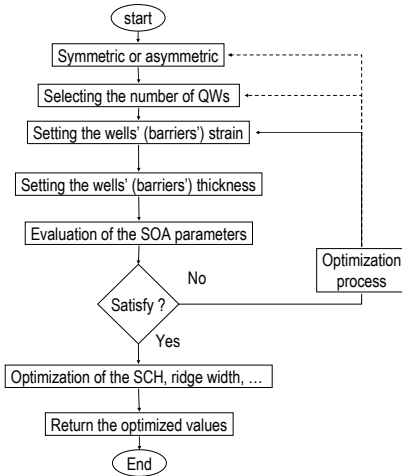 start
Symmetric or asymmetric
Selecting the number of QWs
Setting the wells' (barriers') strain
Setting the wells' (barriers') thickness
Evaluation of the SOA parameters
Optimization
process
No
Satisfy ?
Yes
Optimization of the SCH, ridge width, ...
Return the optimized values
End